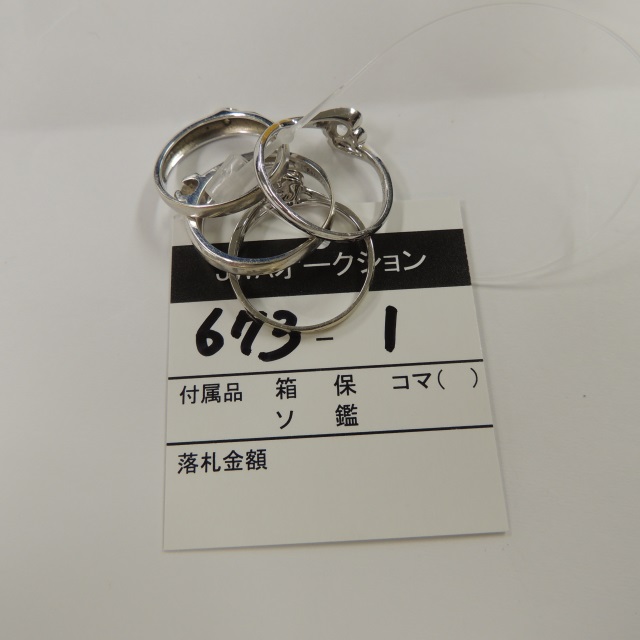 オークション
673-1
付属品 箱 保 コマ( )
ソ 鑑
落札金額